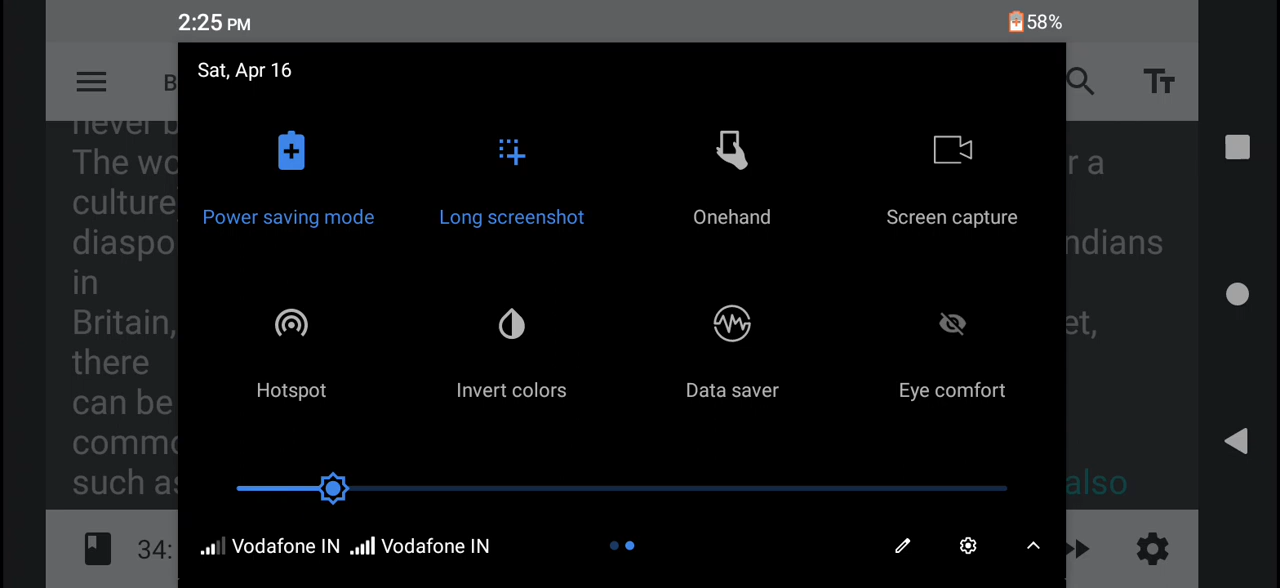 2:25 PM
58%
Sat, Apr 16
Power saving mode
Long screenshot
Onehand
Screen capture
Hotspot
Invert colors
Data saver
Eye comfort
Vodafone IN
Vodafone IN
B
TT
never b
The wo
r a
culture
diaspo
ndians
in
Britain,
et,
there
can be
commo
such as
also
34: